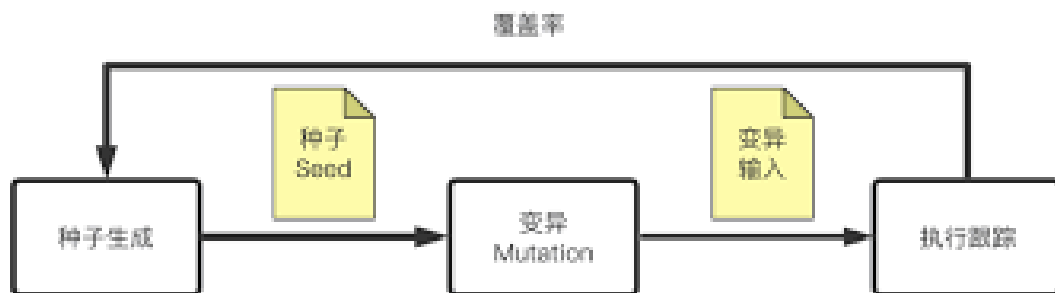 覆盖率
种子
Seed
变异
输入
种子生成
变异
Mutation
执行跟踪